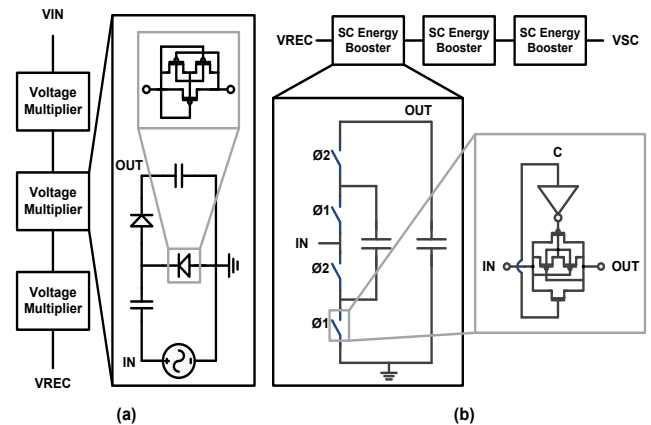 VIN
Voltage
Multiplier
Voltage
Multiplier
Voltage
Multiplier
VREC
OUT
IN
(a)
VREC
SC Energy
Booster
SC Energy
Booster
SC Energy
Booster
VSC
OUT
Ø2
Ø1
IN
Ø2
Ø1
C
IN
OUT
(b)